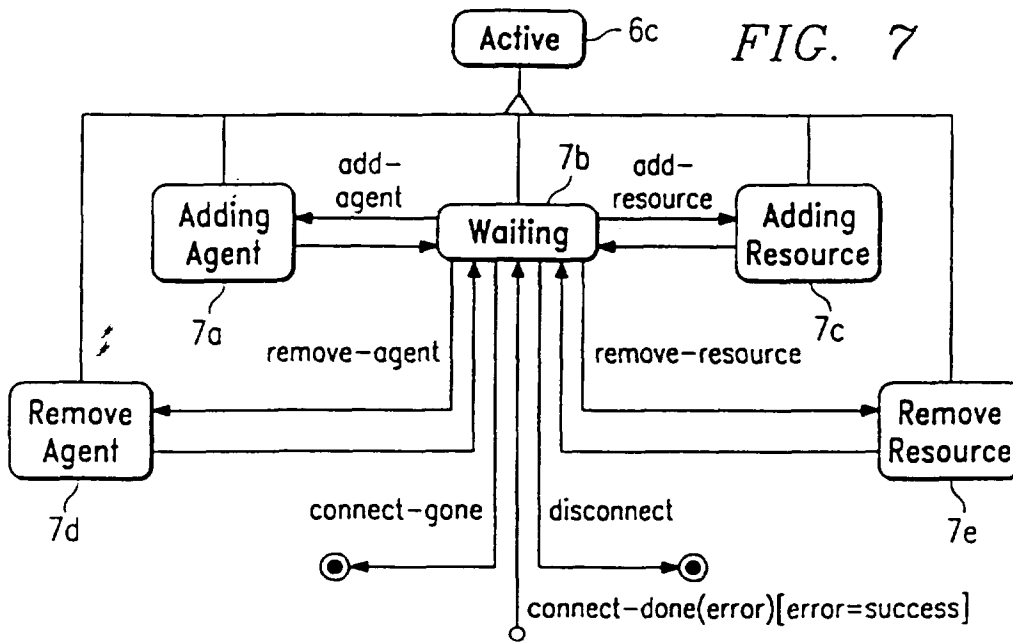 Active
6c
FIG. 7
add-
agent
7b
add-
resource
Adding
Agent
Waiting
Adding
Resource
7a
7c
remove-agent
remove-resource
Remove
Agent
Remove
Resource
7d
connect-gone
disconnect
7e
connect-done(error)[error=success]